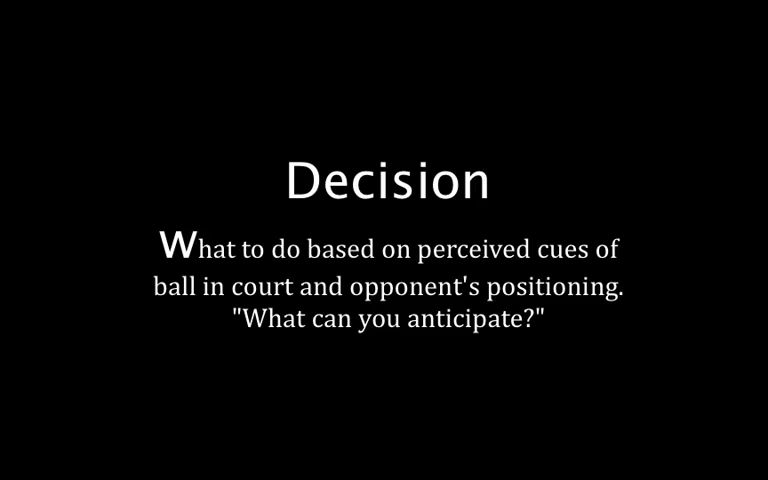 Decision
What to do based on perceived cues of
ball in court and opponent's positioning.
"What can you anticipate?"